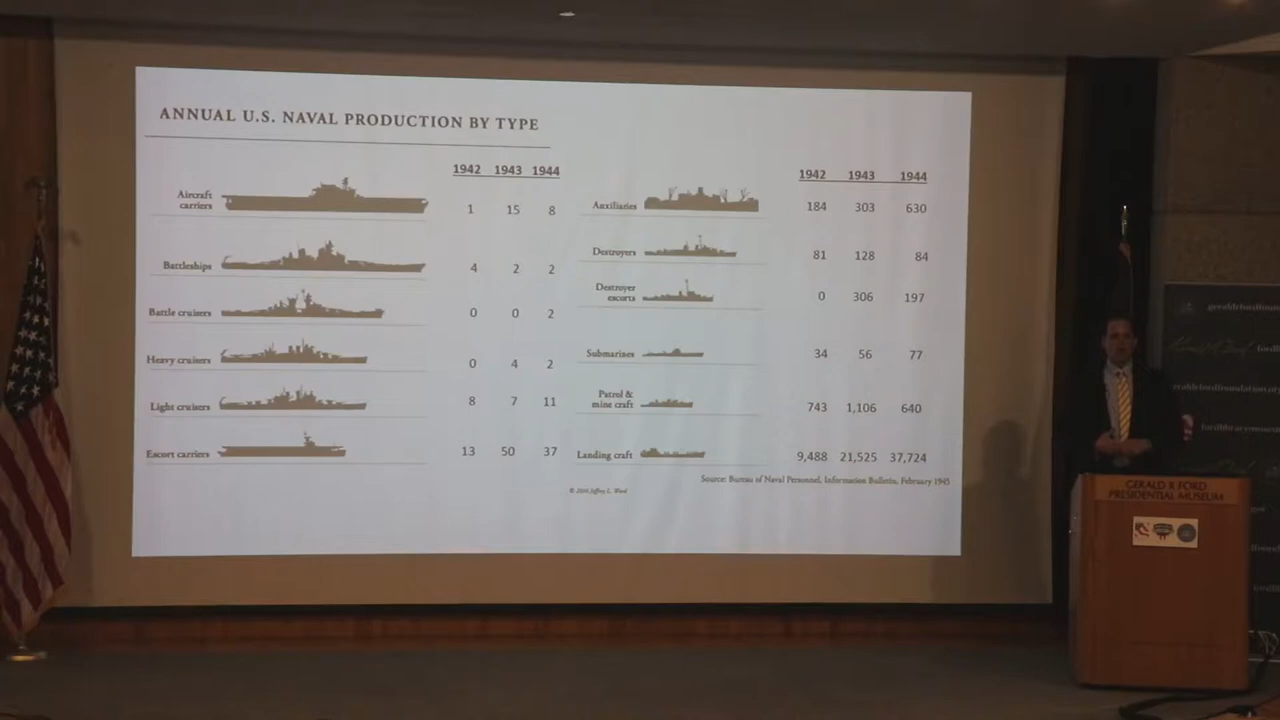 ANNUAL U.S. NAVAL PRODUCTION BY TYPE
1942 1943 1944
Aircraft
carriers
1 15 8
Battleships
4 2 2
Battle cruisers
0 0 2
Heavy cruisers
0 4 2
Light cruisers
8 7 11
Escort carriers
13 50 37
1942 1943 1944
Auxiliaries
184 303 630
Destroyers
81 128 84
Destroyer
escorts
0 306 197
Submarines
34 56 77
Patrol &
mine craft
743 1,106 640
Landing craft
9,488 21,525 37,724
Source: Bureau of Naval Personnel, Information Bulletin, February 1945
© 2016 Jeffrey L. Ward
GERALD R FORD
PRESIDENTIAL MUSEUM